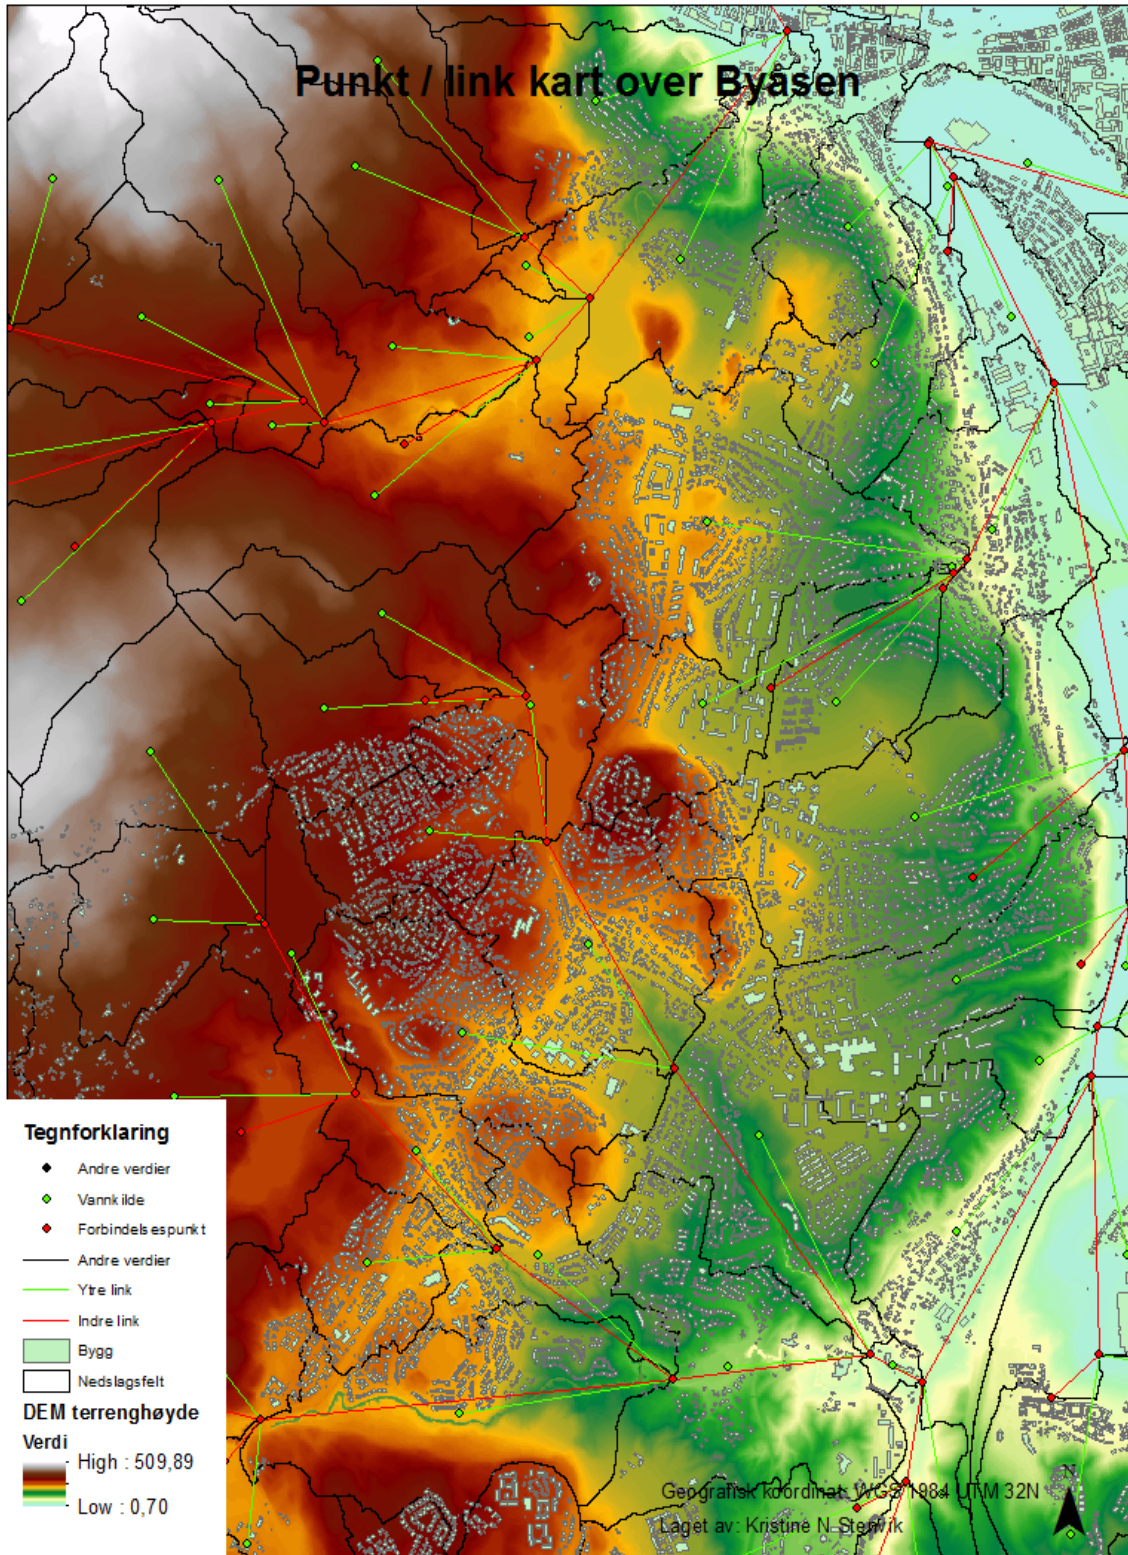 Punkt / link kart over Byåsen
Tegnforklaring
Andre verdier
Vannkilde
Forbindelsespunkt
Andre verdier
Ytre link
Indre link
Bygg
Nedslagsfelt
DEM terrenghøyde
Verdi
High : 509,89
Low : 0,70
N
Geografisk koordinat: WGS 1984 UTM 32N
Laget av: Kristine N. Stenvik